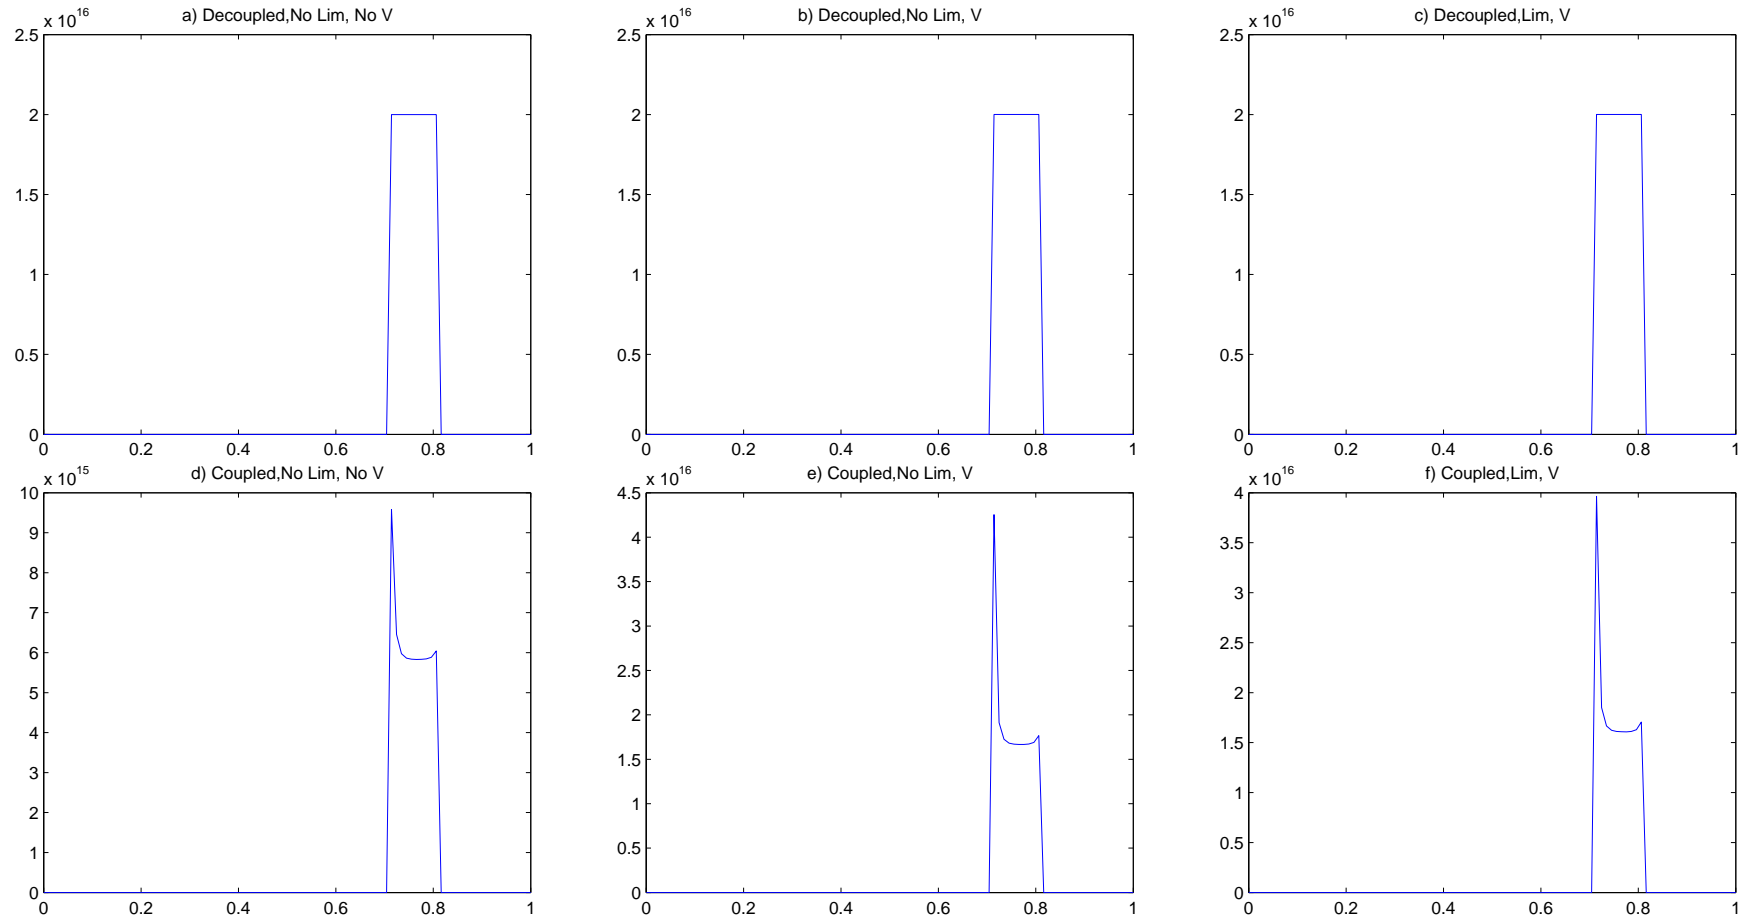 a) Decoupled,No Lim, No V
x 10^16
2.5
2
1.5
1
0.5
0
0 0.2 0.4 0.6 0.8 1
b) Decoupled,No Lim, V
x 10^16
2.5
2
1.5
1
0.5
0
0 0.2 0.4 0.6 0.8 1
c) Decoupled,Lim, V
x 10^16
2.5
2
1.5
1
0.5
0
0 0.2 0.4 0.6 0.8 1
d) Coupled,No Lim, No V
x 10^15
10
9
8
7
6
5
4
3
2
1
0
0 0.2 0.4 0.6 0.8 1
e) Coupled,No Lim, V
x 10^16
4.5
4
3.5
3
2.5
2
1.5
1
0.5
0
0 0.2 0.4 0.6 0.8 1
f) Coupled,Lim, V
x 10^16
4
3.5
3
2.5
2
1.5
1
0.5
0
0 0.2 0.4 0.6 0.8 1